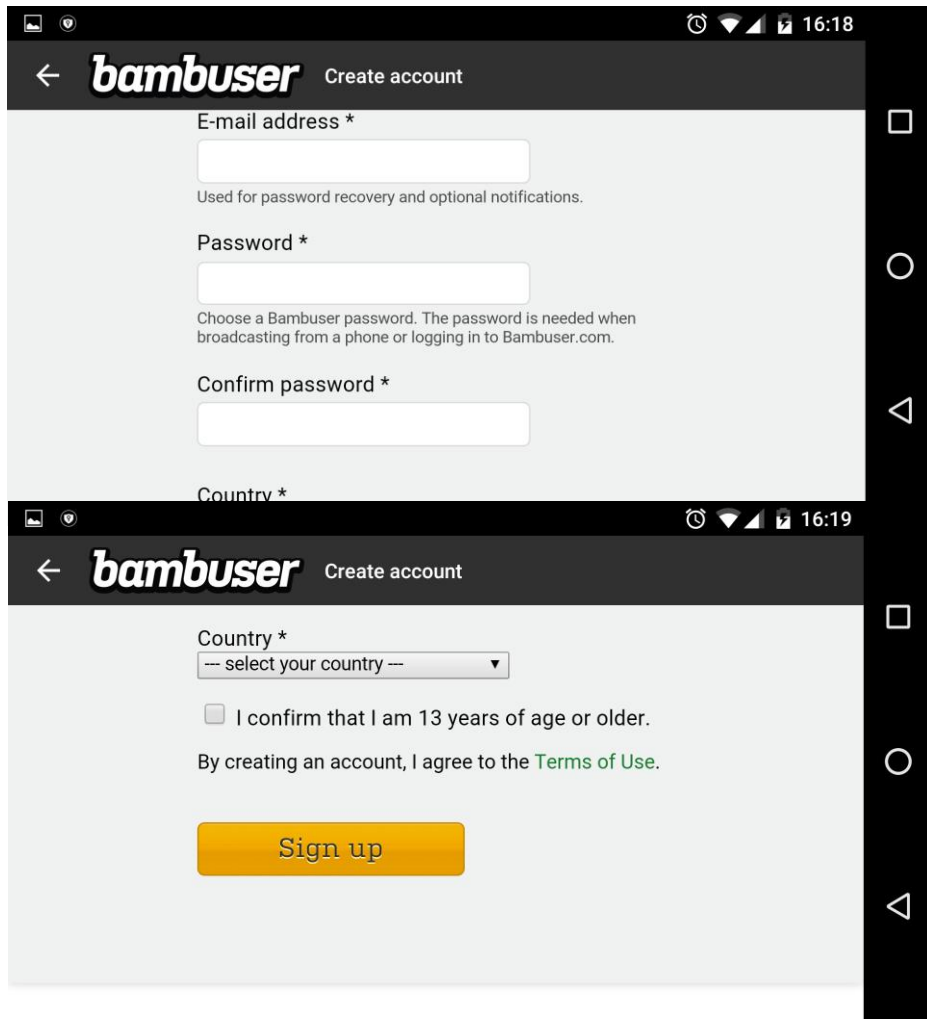 16:18
bambuser Create account
E-mail address *
Used for password recovery and optional notifications.
Password *
Choose a Bambuser password. The password is needed when
broadcasting from a phone or logging in to Bambuser.com.
Confirm password *
Country *
16:19
bambuser Create account
Country *
--- select your country ---
I confirm that I am 13 years of age or older.
By creating an account, I agree to the Terms of Use.
Sign up